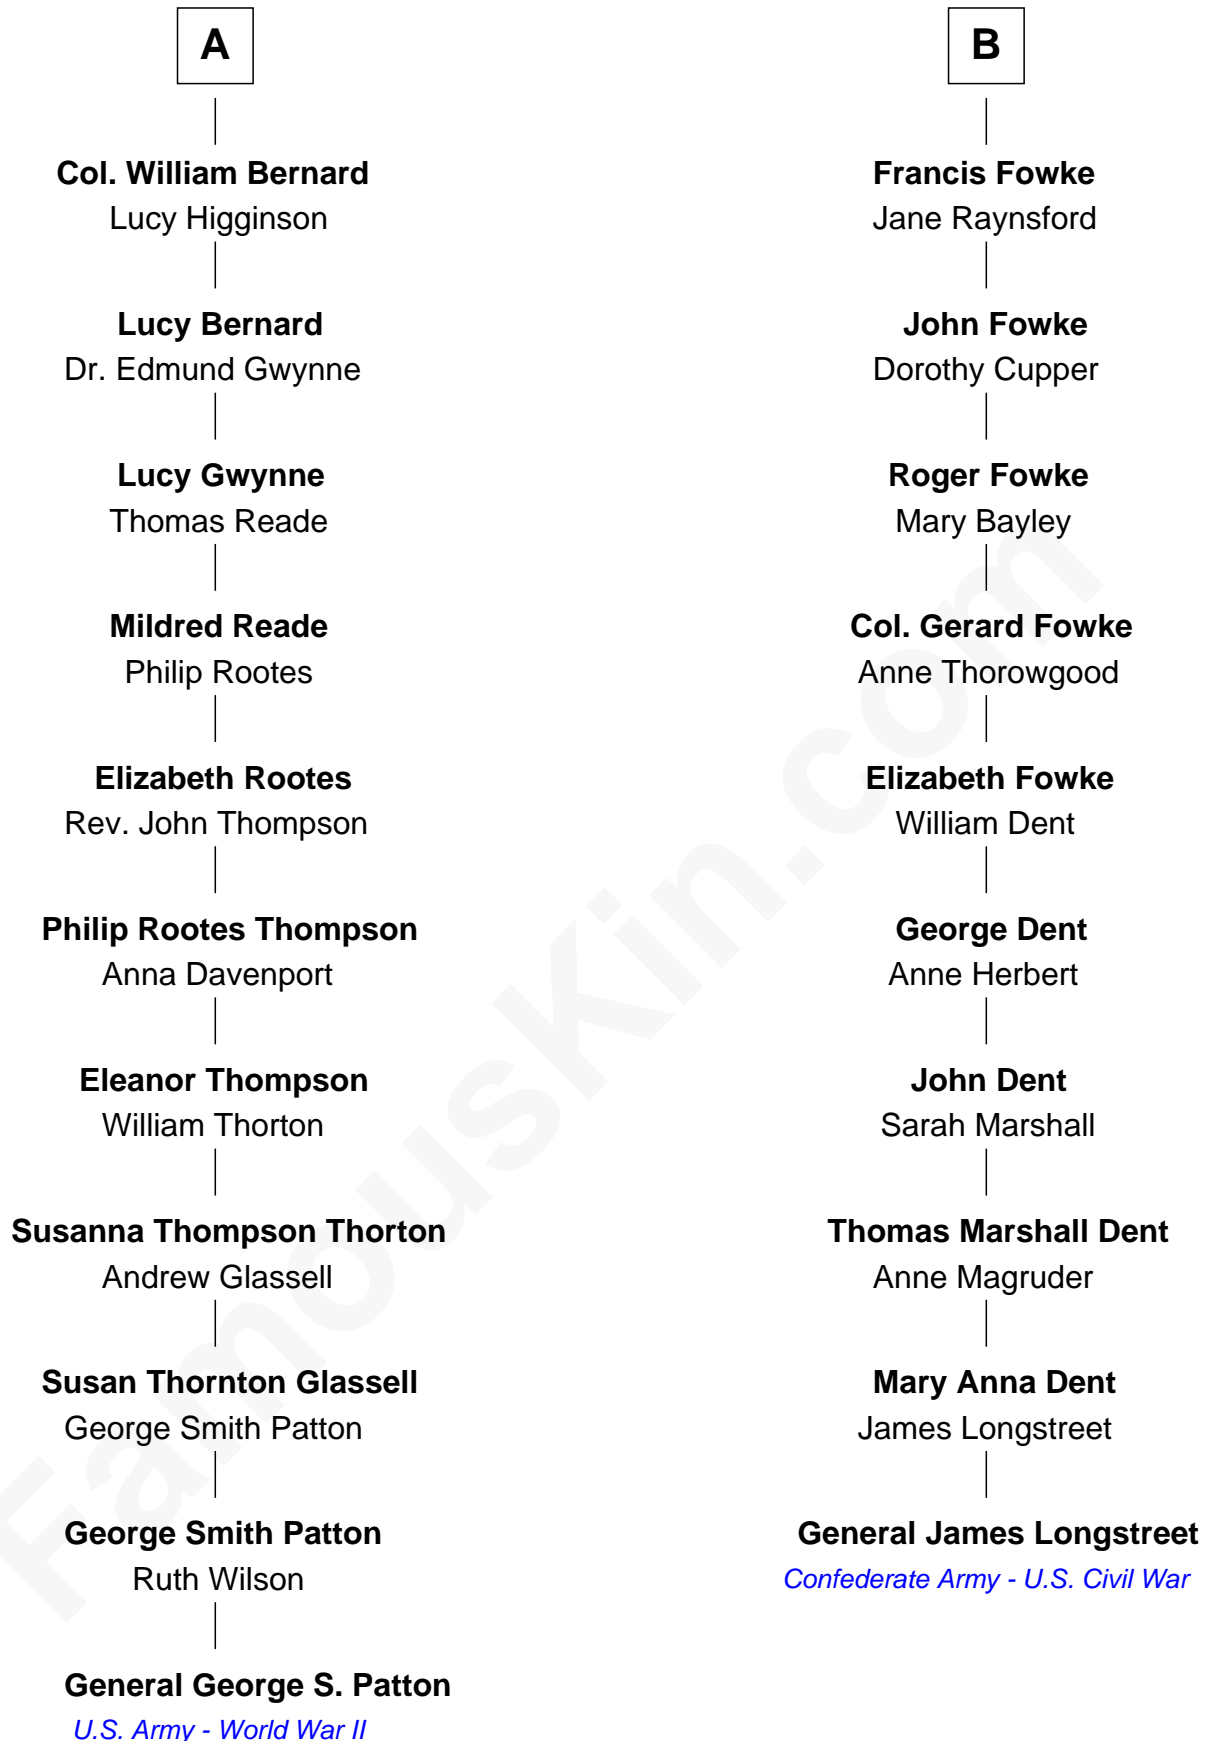 A
Col. William Bernard
Lucy Higginson
Lucy Bernard
Dr. Edmund Gwynne
Lucy Gwynne
Thomas Reade
Mildred Reade
Philip Rootes
Elizabeth Rootes
Rev. John Thompson
Philip Rootes Thompson
Anna Davenport
Eleanor Thompson
William Thorton
Susanna Thompson Thorton
Andrew Glassell
Susan Thornton Glassell
George Smith Patton
George Smith Patton
Ruth Wilson
General George S. Patton
U.S. Army - World War II
B
Francis Fowke
Jane Raynsford
John Fowke
Dorothy Cupper
Roger Fowke
Mary Bayley
Col. Gerard Fowke
Anne Thorowgood
Elizabeth Fowke
William Dent
George Dent
Anne Herbert
John Dent
Sarah Marshall
Thomas Marshall Dent
Anne Magruder
Mary Anna Dent
James Longstreet
General James Longstreet
Confederate Army - U.S. Civil War
FamousKin.com